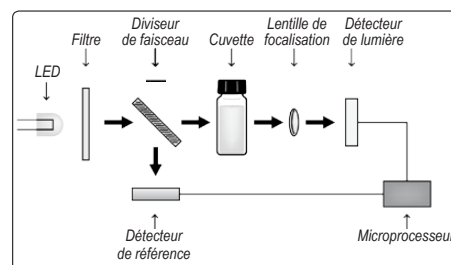 Diviseur
de faisceau
Filtre
LED
Cuvette
Lentille de
focalisation
Détecteur
de lumière
Détecteur
de référence
Microprocesseur